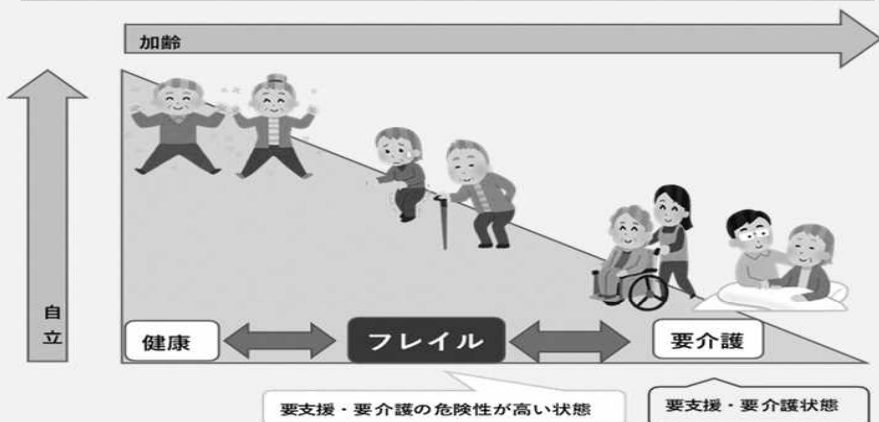 加齢
自立
健康
フレイル
要介護
要支援・要介護の危険性が高い状態
要支援・要介護状態